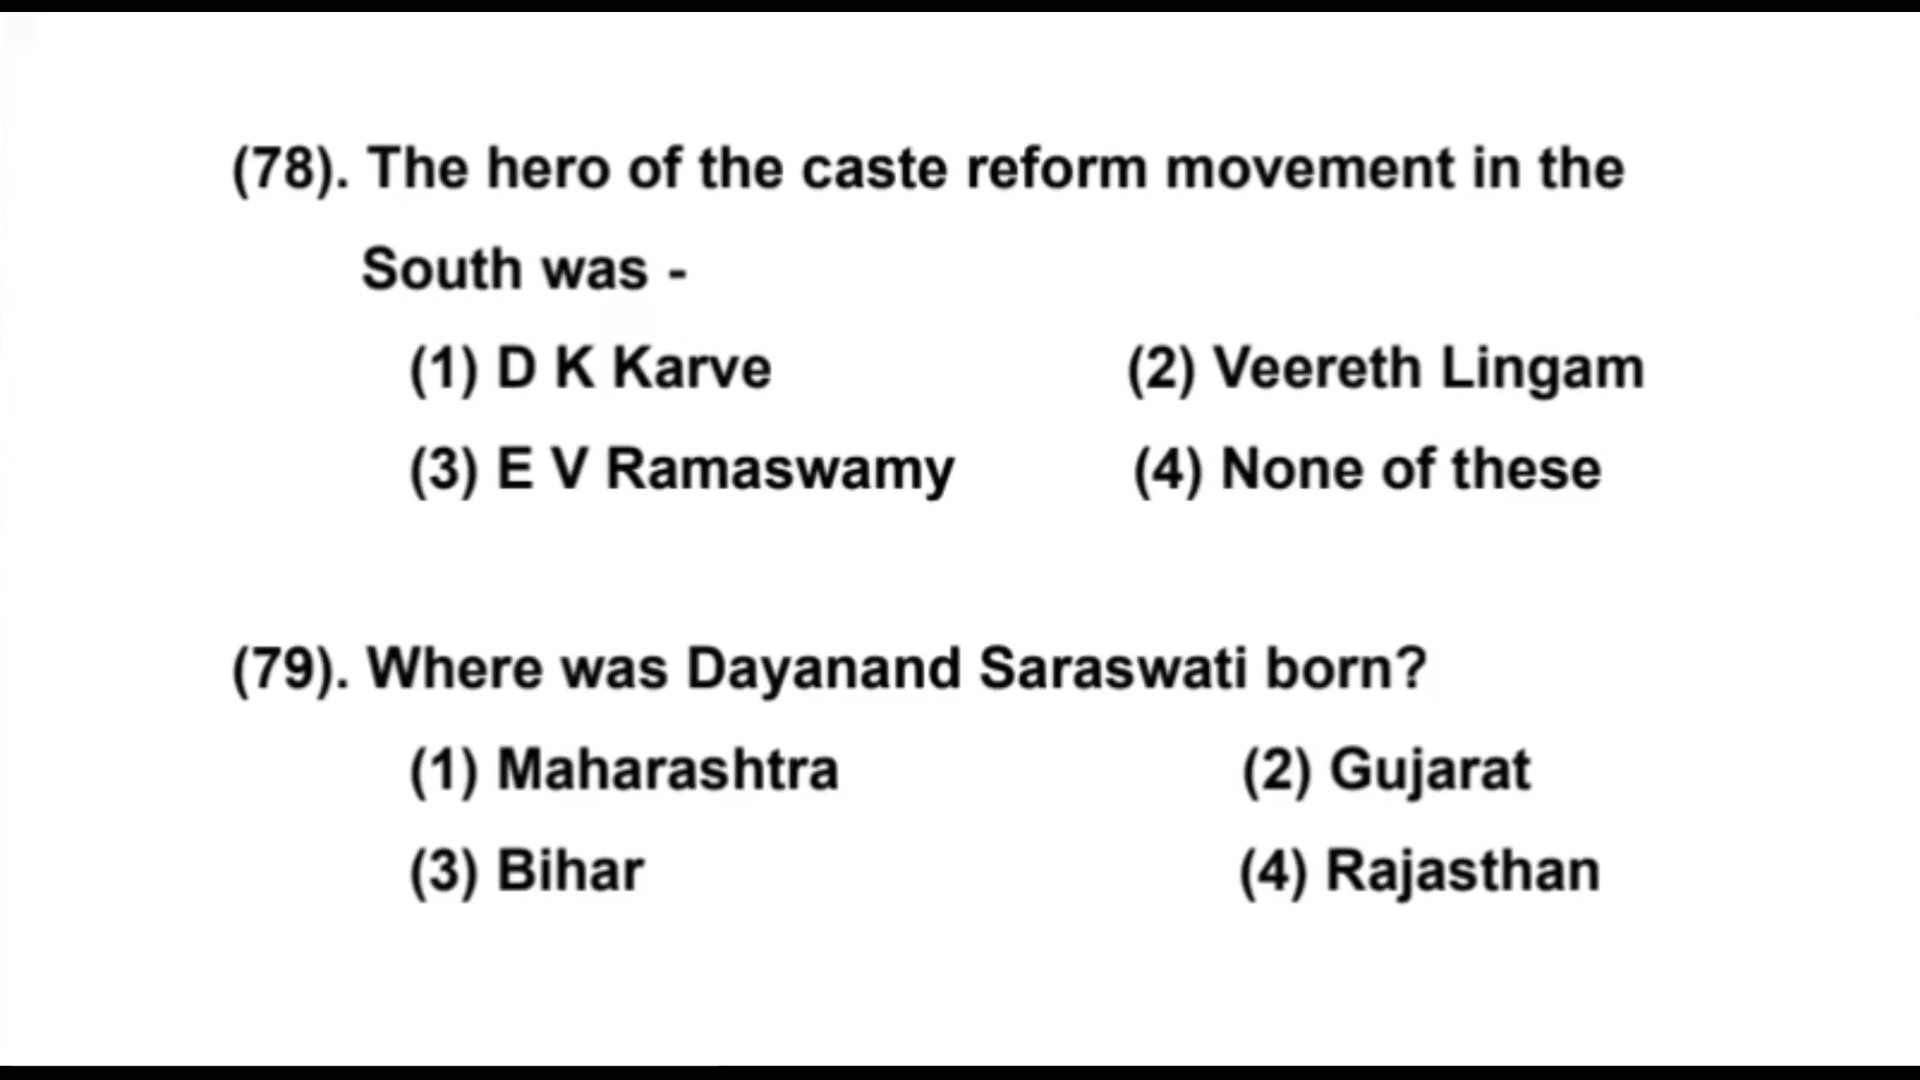 (78). The hero of the caste reform movement in the
South was -
(1) D K Karve (2) Veereth Lingam
(3) E V Ramaswamy (4) None of these
(79). Where was Dayanand Saraswati born?
(1) Maharashtra (2) Gujarat
(3) Bihar (4) Rajasthan